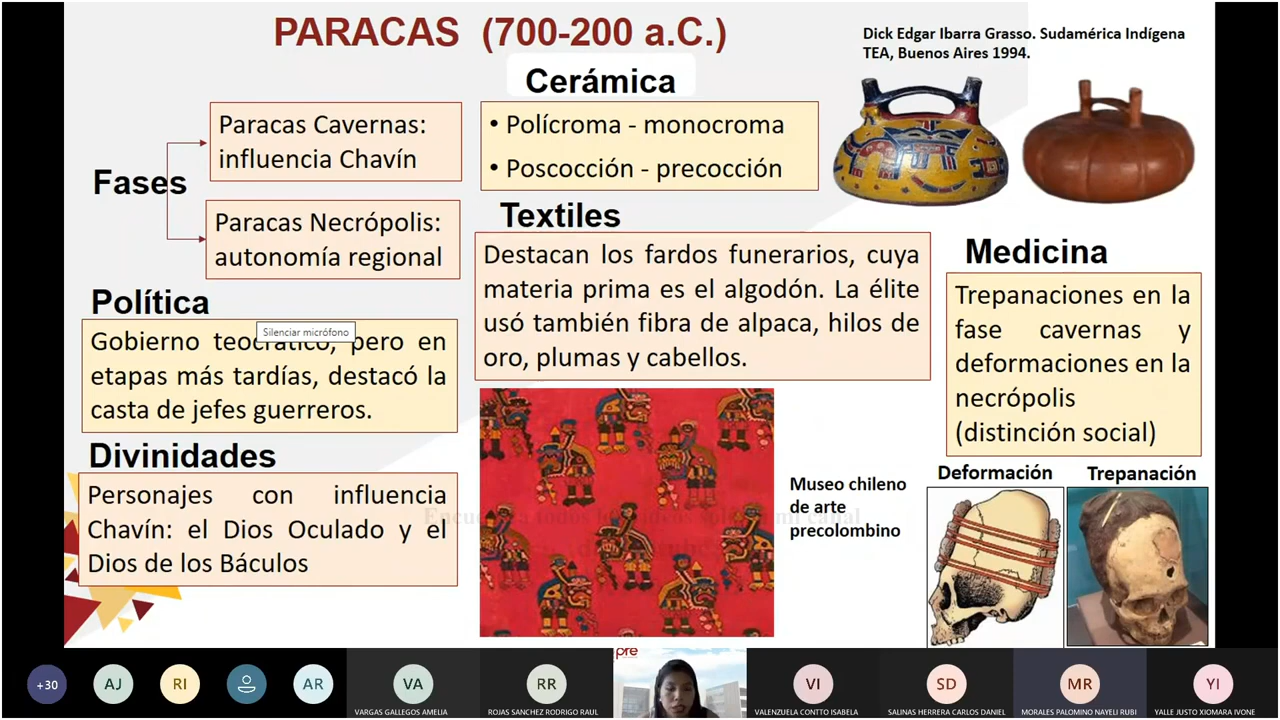 PARACAS (700-200 a.C.)
Dick Edgar Ibarra Grasso. Sudamérica Indígena
TEA, Buenos Aires 1994.
Fases
Paracas Cavernas:
influencia Chavín
Paracas Necrópolis:
autonomía regional
Política
Silenciar micrófono
Gobierno teocrático, pero en
etapas más tardías, destacó la
casta de jefes guerreros.
Divinidades
Personajes con influencia
Chavín: el Dios Oculado y el
Dios de los Báculos
Cerámica
• Polícroma - monocroma
• Poscocción - precocción
Textiles
Destacan los fardos funerarios, cuya
materia prima es el algodón. La élite
usó también fibra de alpaca, hilos de
oro, plumas y cabellos.
Museo chileno
de arte
precolombino
Medicina
Trepanaciones en la
fase cavernas y
deformaciones en la
necrópolis
(distinción social)
Deformación
Trepanación
+30
AJ
RI
AR
VA
VARGAS GALLEGOS AMELIA
RR
ROJAS SANCHEZ RODRIGO RAUL
pre
VI
VALENZUELA CONTTO ISABELA
SD
SALINAS HERRERA CARLOS DANIEL
MR
MORALES PALOMINO NAYELI RUBI
YI
YALLE JUSTO XIOMARA IVONE